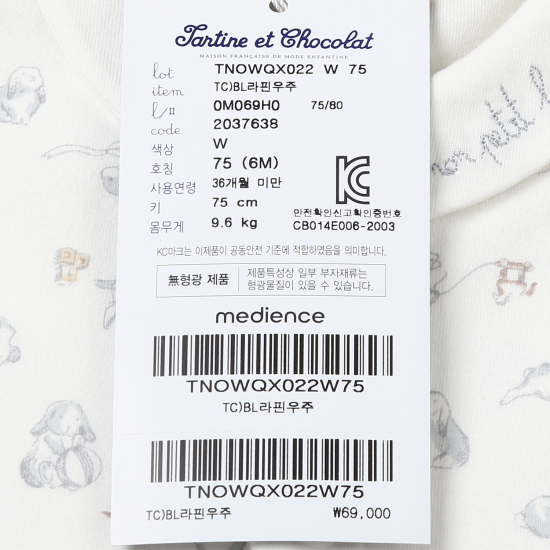 Tartine et Chocolat
MAISON FRANÇAISE DE MODE ENFANTINE
lot TNOWQX022 W 75
item TC)BL라핀우주
l/# 0M069H0 75/80
code 2037638
색상 W
호칭 75 (6M)
사용연령 36개월 미만
키 75 cm
몸무게 9.6 kg
안전확인신고확인증번호
CB014E006-2003
KC마크는 이제품이 공동안전 기준에 적합하였음을 의미합니다.
無형광 제품
제품특성상 일부 부자재류는
형광물질이 있을 수 있습니다.
medience
TNOWQX022W75
TC)BL라핀우주
TNOWQX022W75
TC)BL라핀우주 ₩69,000
mon petit